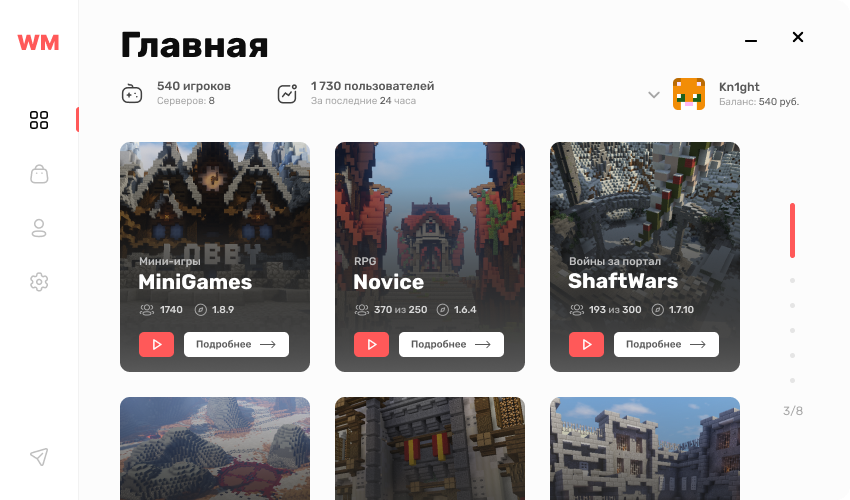 WM
Главная
540 игроков
Серверов: 8
1 730 пользователей
За последние 24 часа
Kn1ght
Баланс: 540 руб.
LOBBY
Мини-игры
MiniGames
1740 1.8.9
Подробнее
RPG
Novice
370 из 250 1.6.4
Подробнее
Войны за портал
ShaftWars
193 из 300 1.7.10
Подробнее
3/8